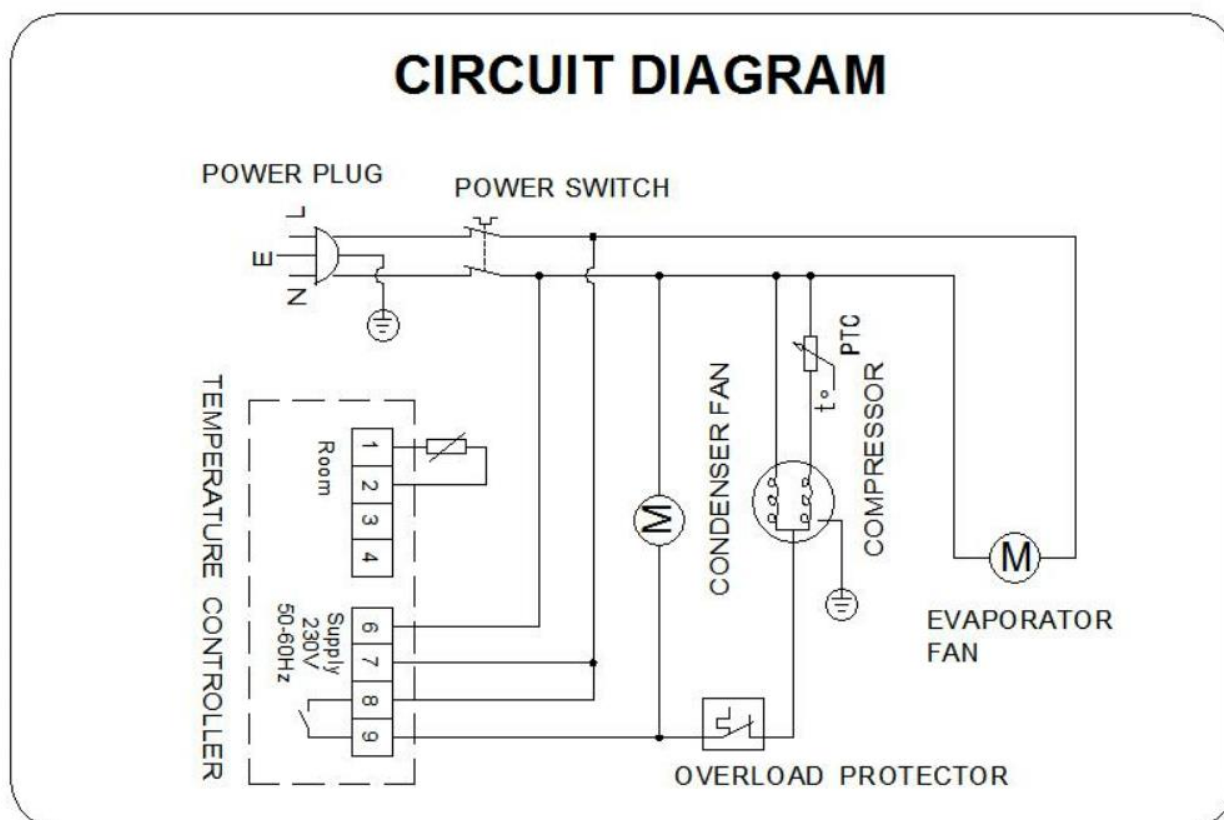 CIRCUIT DIAGRAM
POWER PLUG
POWER SWITCH
L
E
N
PTC
t°
COMPRESSOR
CONDENSER FAN
TEMPERATURE CONTROLLER
Room
1
2
3
4
Supply
230V
50-60Hz
6
7
8
9
M
M
EVAPORATOR
FAN
OVERLOAD PROTECTOR